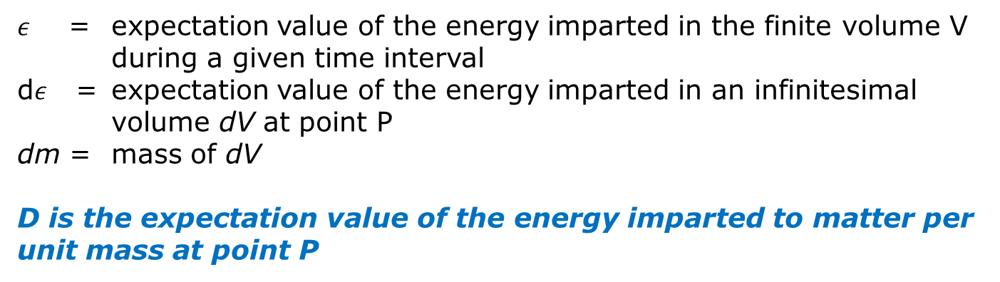 ϵ = expectation value of the energy imparted in the finite volume V
during a given time interval
dϵ = expectation value of the energy imparted in an infinitesimal
volume dV at point P
dm = mass of dV
D is the expectation value of the energy imparted to matter per
unit mass at point P